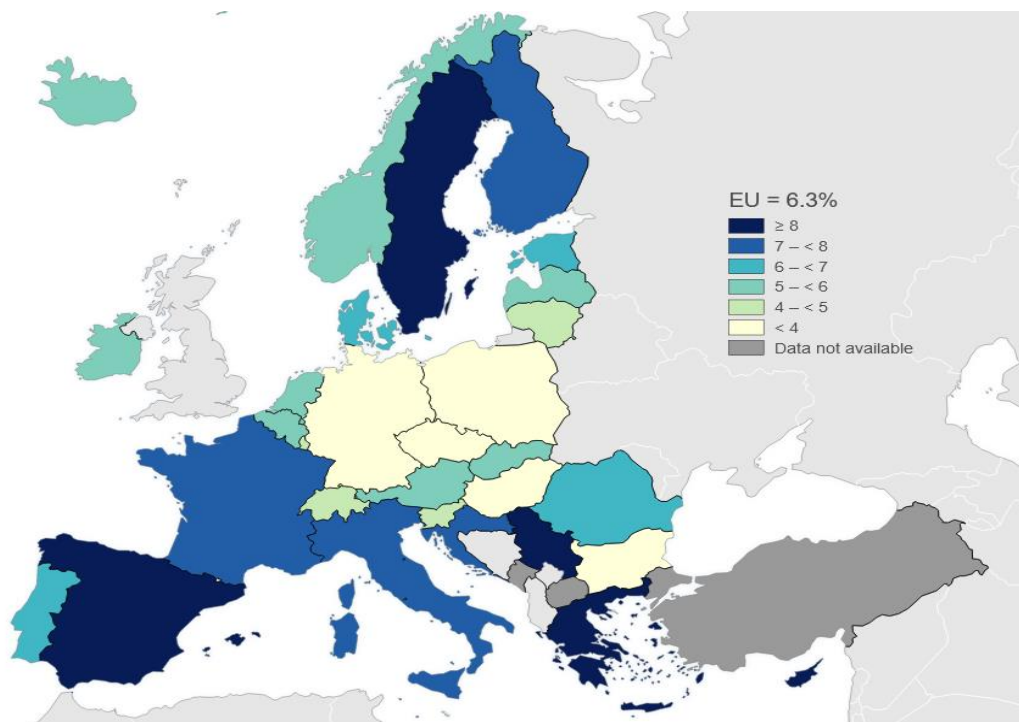 EU = 6.3%
≥ 8
7 – < 8
6 – < 7
5 – < 6
4 – < 5
< 4
Data not available